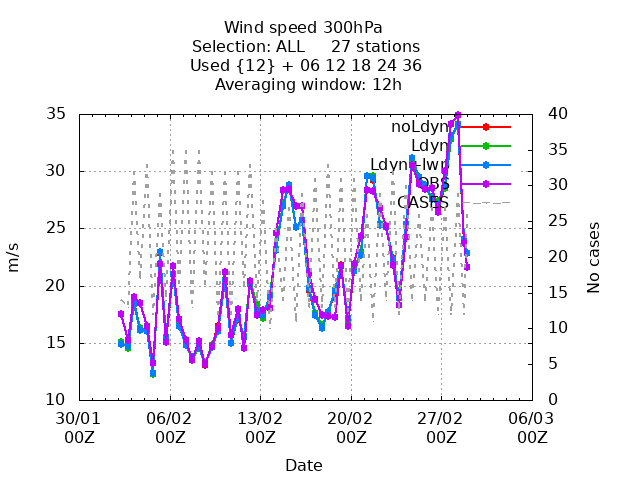 Wind speed 300hPa
Selection: ALL 27 stations
Used {12} + 06 12 18 24 36
Averaging window: 12h
35
30
25
20
15
10
m/s
40
35
30
25
20
15
10
5
0
No cases
noLdyn
Ldyn
Ldyn+lwr
OBS
CASES
30/01 06/02 13/02 20/02 27/02 06/03
00Z 00Z 00Z 00Z 00Z 00Z
Date